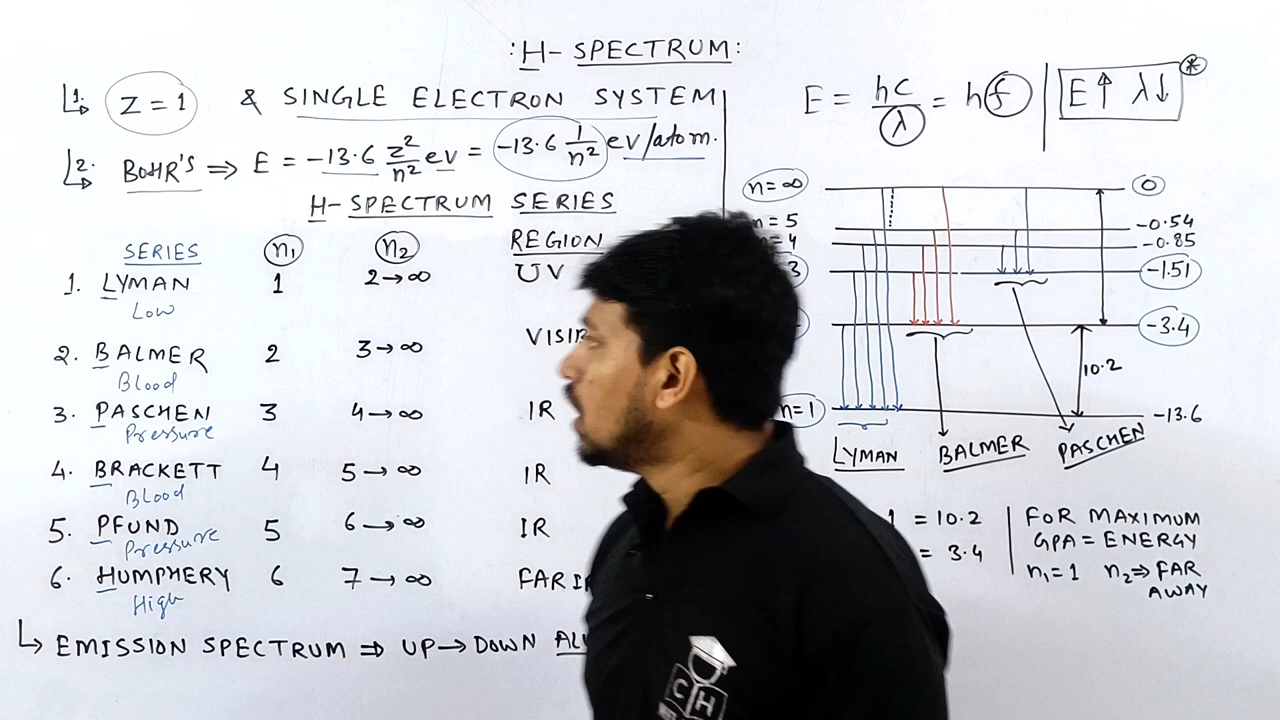 :H- SPECTRUM:
1. Z = 1 & SINGLE ELECTRON SYSTEM
2. BOHR'S ⇒ E = -13.6 z²/n² ev = -13.6 1/n² ev/atom.
H- SPECTRUM SERIES
SERIES n₁ n₂ REGION
1. LYMAN 1 2→∞ UV
Low
2. BALMER 2 3→∞
Blood
3. PASCHEN 3 4→∞ IR
Pressure
4. BRACKETT 4 5→∞ IR
Blood
5. PFUND 5 6→∞ IR
Pressure
6. HUMPHERY 6 7→∞ FAR
High
↳ EMISSION SPECTRUM ⇒ UP→DOWN
E = hc/λ = hf | E↑ λ↓ *
n=∞ 0
n=5 -0.54
n=4 -0.85
3 -1.51
-3.4
10.2
n=1 -13.6
LYMAN BALMER PASCHEN
1 = 10.2
= 3.4
FOR MAXIMUM
GPA = ENERGY
n₁=1 n₂⇒FAR
AWAY
C H